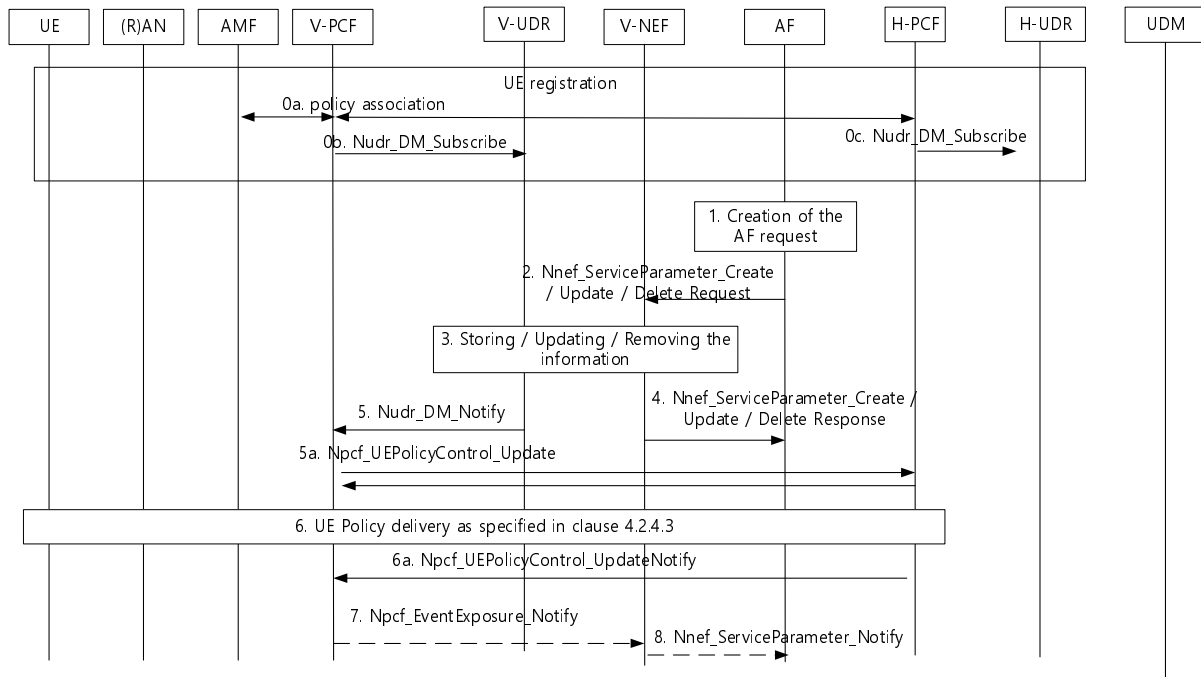 UE
(R)AN
AMF
V-PCF
V-UDR
V-NEF
AF
H-PCF
H-UDR
UDM
UE registration
0a. policy association
0b. Nudr_DM_Subscribe
0c. Nudr_DM_Subscribe
1. Creation of the
AF request
2. Nnef_ServiceParameter_Create
/ Update / Delete Request
3. Storing / Updating / Removing the
information
4. Nnef_ServiceParameter_Create /
Update / Delete Response
5. Nudr_DM_Notify
5a. Npcf_UEPolicyControl_Update
6. UE Policy delivery as specified in clause 4.2.4.3
6a. Npcf_UEPolicyControl_UpdateNotify
7. Npcf_EventExposure_Notify
8. Nnef_ServiceParameter_Notify